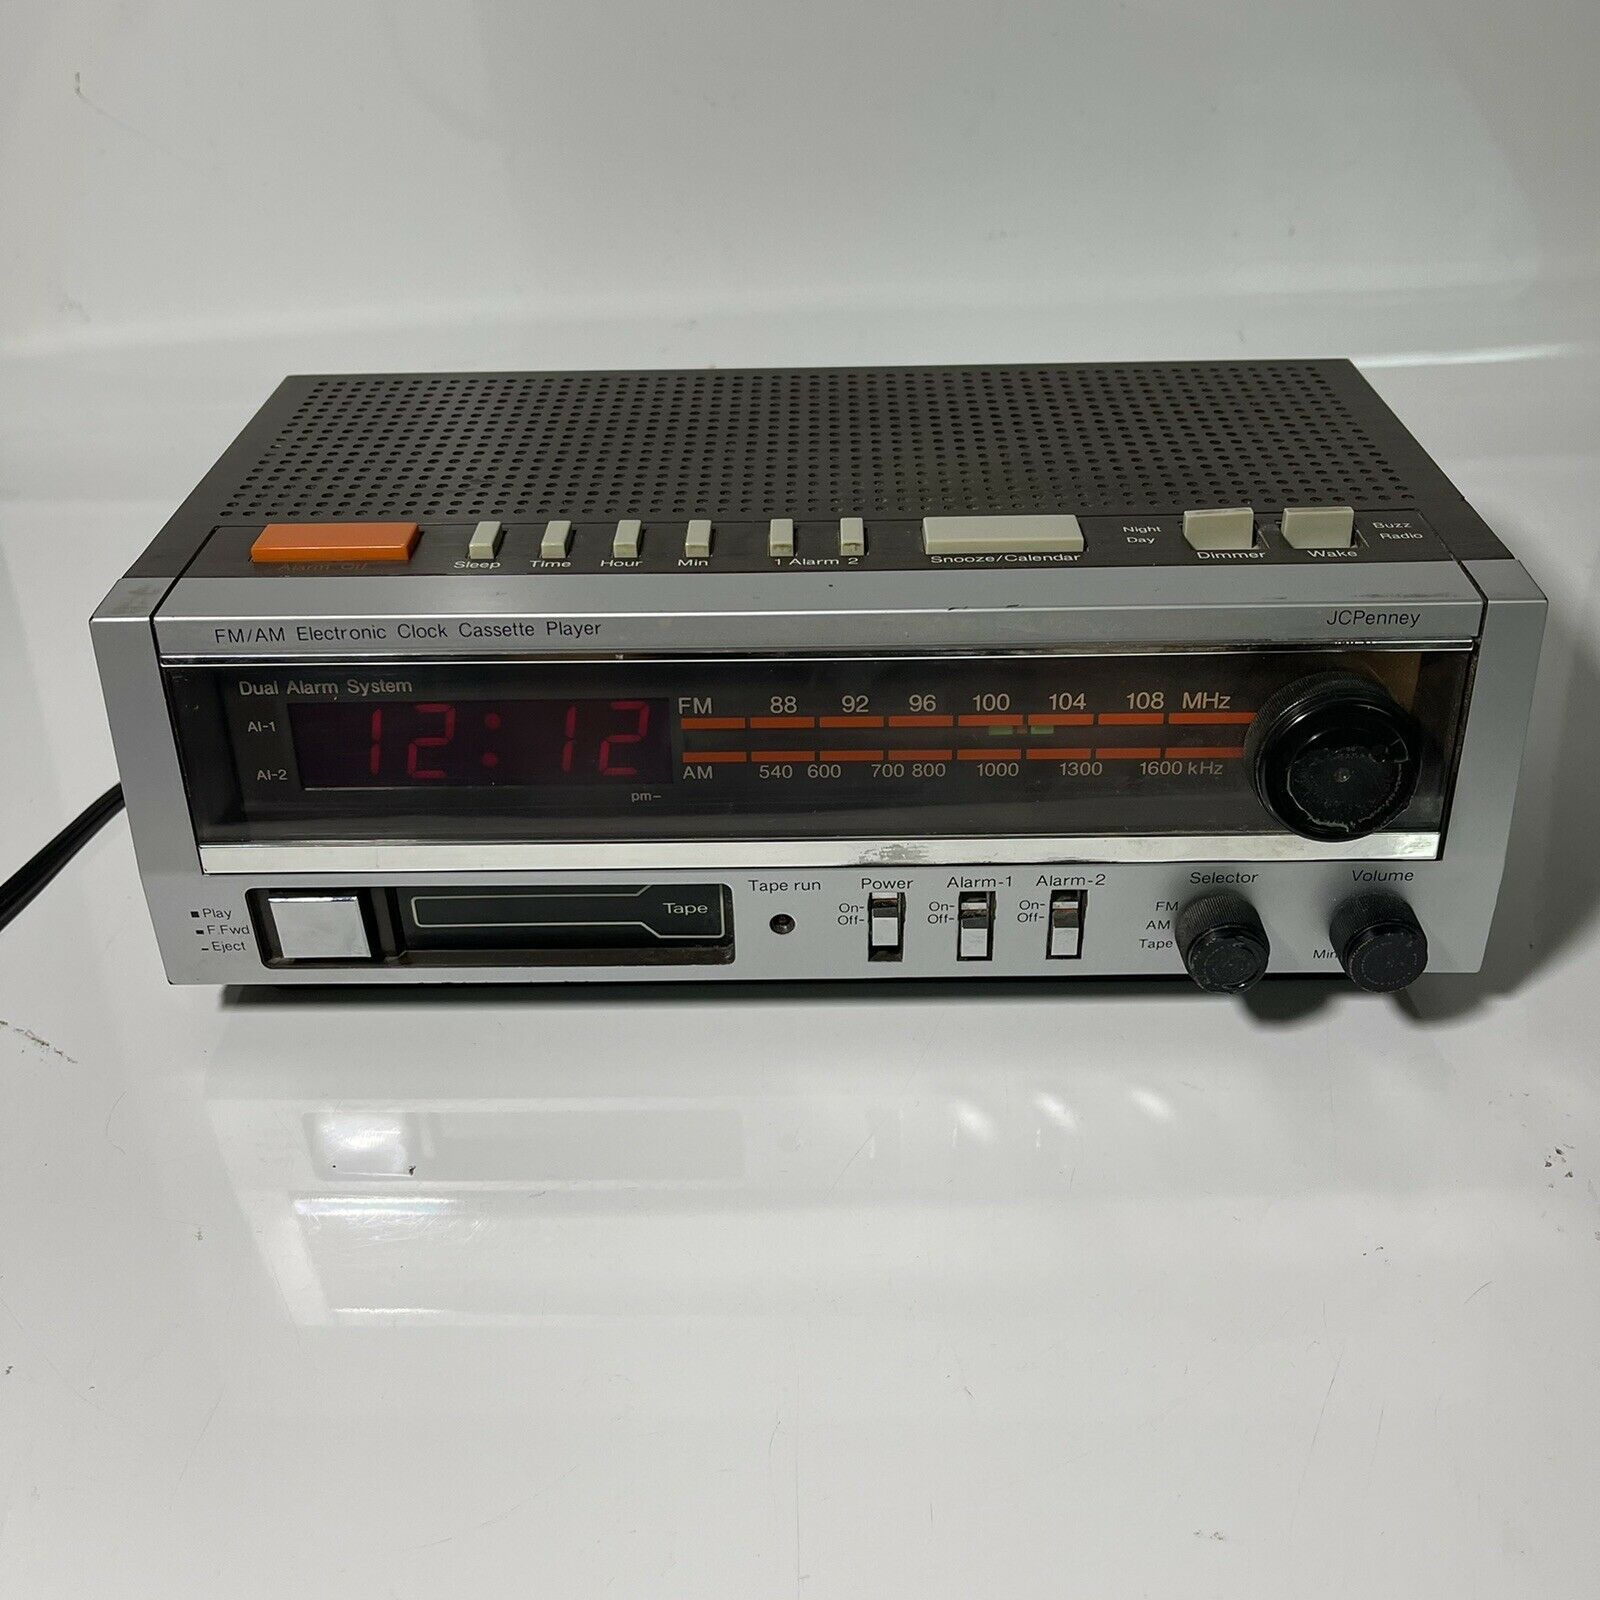 Night
Day
Buzz
Radio
Alarm Off
Sleep
Time
Hour
Min
1 Alarm 2
Snooze/Calendar
Dimmer
Wake
FM/AM Electronic Clock Cassette Player
JCPenney
Dual Alarm System
Al-1
12:12
Al-2
pm-
FM 88 92 96 100 104 108 MHz
AM 540 600 700 800 1000 1300 1600 kHz
Play
F.Fwd
Eject
Tape
Tape run
Power
On-
Off-
Alarm-1
On-
Off-
Alarm-2
On-
Off-
Selector
FM
AM
Tape
Volume
Min